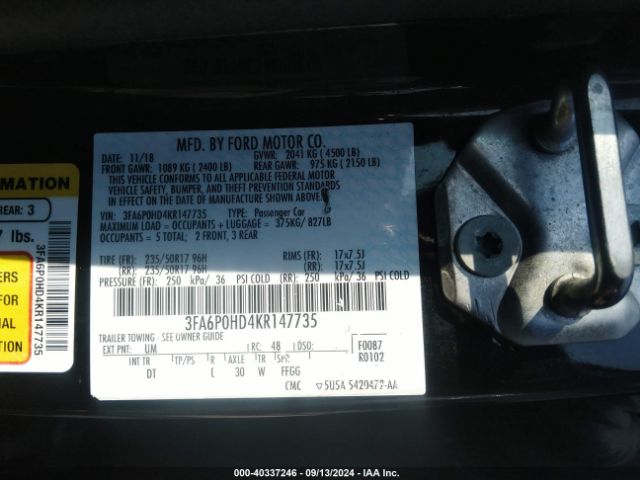 MFD. BY FORD MOTOR CO.
DATE: 11/18 GVWR: 2041 KG (4500 LB)
FRONT GAWR: 1089 KG (2400 LB) REAR GAWR: 975 KG (2150 LB)
THIS VEHICLE CONFORMS TO ALL APPLICABLE FEDERAL MOTOR
VEHICLE SAFETY, BUMPER, AND THEFT PREVENTION STANDARDS IN
EFFECT ON THE DATE OF MANUFACTURE SHOWN ABOVE.
VIN: 3FA6P0HD4KR147735 TYPE: Passenger Car
MAXIMUM LOAD = OCCUPANTS + LUGGAGE = 375KG/ 827LB
OCCUPANTS = 5 TOTAL: 2 FRONT, 3 REAR
TIRE (FR): 235/50R17 96H RIMS (FR): 17x7.5J
(RR): 235/50R17 96H (RR): 17x7.5J
PRESSURE (FR): 250 kPa/ 36 PSI COLD (RR): 250 kPa/ 36 PSI COLD
3FA6P0HD4KR147735
TRAILER TOWING: SEE OWNER GUIDE
EXT PNT: UM RC: 48 DSO: F0087
INT TR TP/PS R AXLE TR SPR R0102
DT E 30 W FFGG
CMC 5U5A 5420472-AA
RMATION
REAR: 3
7 lbs.
ERS
FOR
NAL
TION
3FA6P0HD4KR147735
000-40337246 - 09/13/2024 - IAA Inc.